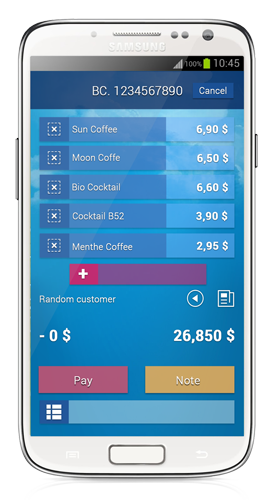 SAMSUNG
100% 10:45
BC. 1234567890 Cancel
Sun Coffee 6,90 $
Moon Coffe 6,50 $
Bio Cocktail 6,60 $
Cocktail B52 3,90 $
Menthe Coffee 2,95 $
+
Random customer
- 0 $ 26,850 $
Pay Note